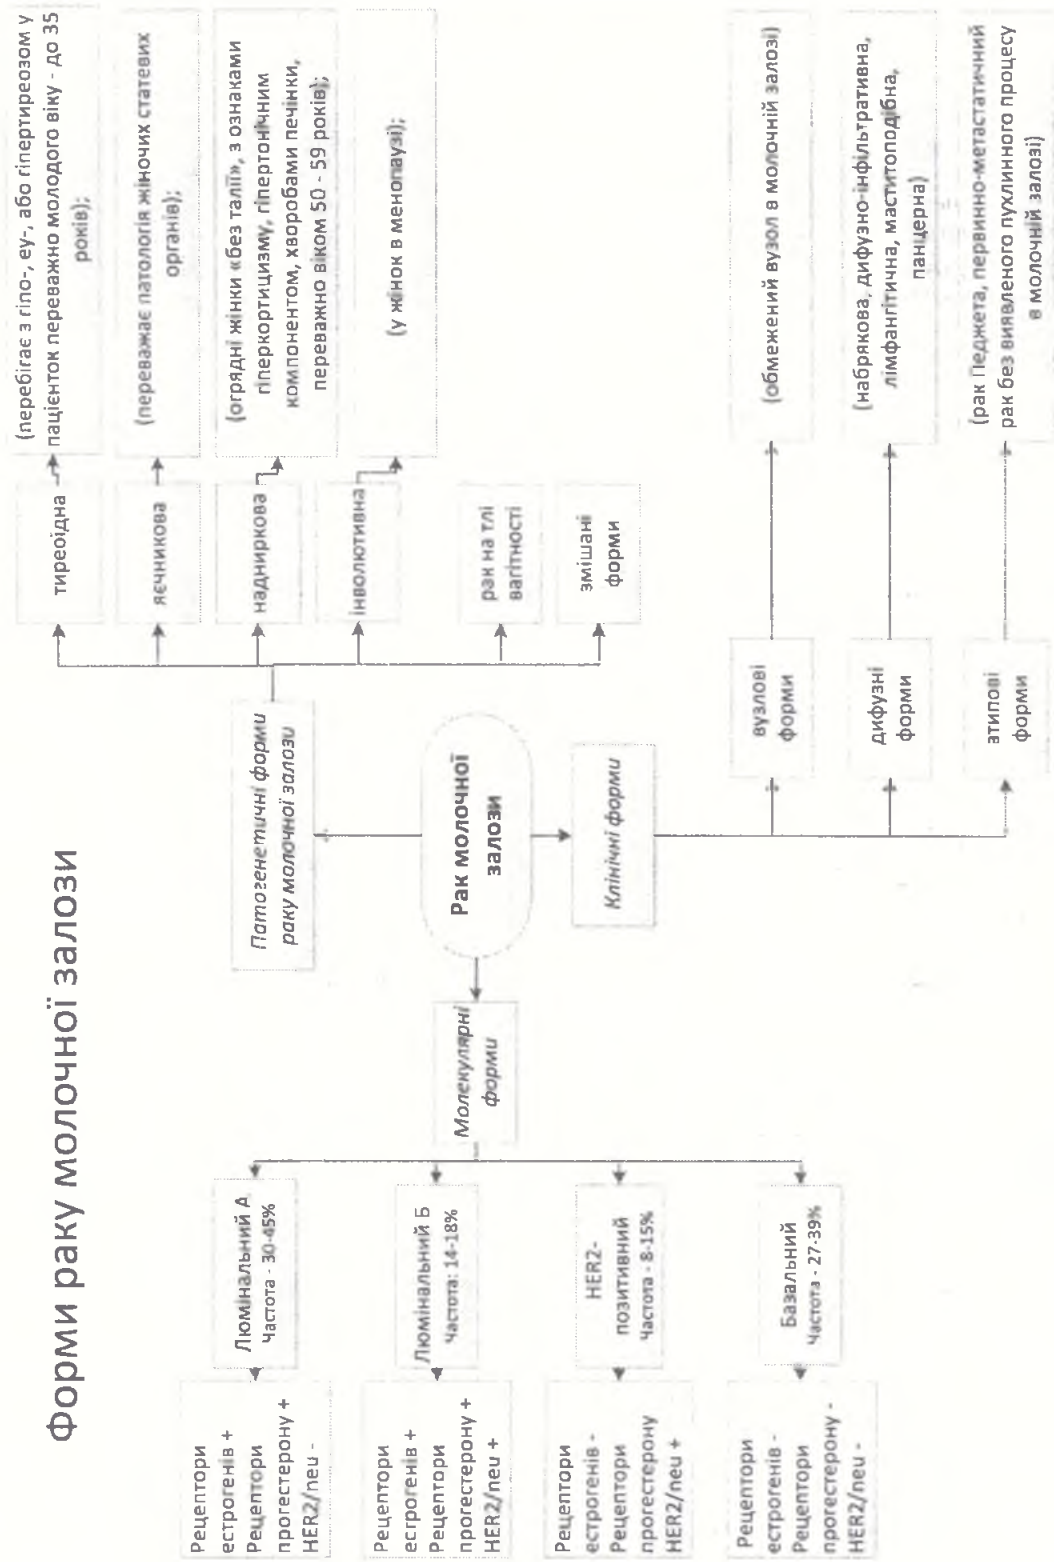 Форми раку молочної залози
Рак молочної
залози
Патогенетичні форми
раку молочної залози
тиреоїдна
(перебігає з гіпо-, еу-, або гіпертиреозом у
пацієнток переважно молодого віку - до 35
років);
яєчникова
(переважає патологія жіночих статевих
органів);
надниркова
(огрядні жінки «без талії», з ознаками
гіперкортицизму, гіпертонічним
компонентом, хворобами печінки,
переважно віком 50 - 59 років);
інволютивна
(у жінок в менопаузі);
рак на тлі
вагітності
змішані
форми
Клінічні форми
вузлові
форми
(обмежений вузол в молочній залозі)
дифузні
форми
(набрякова, дифузно-інфільтративна,
лімфангітична, маститоподібна,
панцерна)
атипові
форми
(рак Педжета, первинно-метастатичний
рак без виявленого пухлинного процесу
в молочній залозі)
Молекулярні
форми
Люмінальний А
Частота - 30-45%
Рецептори
естрогенів +
Рецептори
прогестерону +
HER2/neu -
Люмінальний Б
Частота: 14-18%
Рецептори
естрогенів +
Рецептори
прогестерону +
HER2/neu +
HER2-
позитивний
Частота - 8-15%
Рецептори
естрогенів -
Рецептори
прогестерону
HER2/neu +
Базальний
Частота - 27-39%
Рецептори
естрогенів -
Рецептори
прогестерону -
HER2/neu -